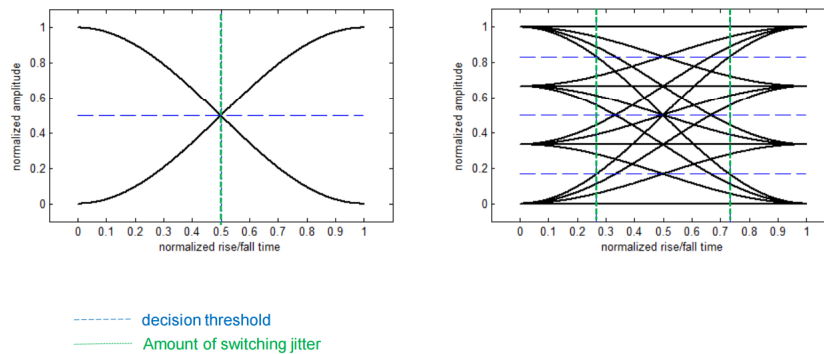 normalized amplitude
1
0.8
0.6
0.4
0.2
0
0 0.1 0.2 0.3 0.4 0.5 0.6 0.7 0.8 0.9 1
normalized rise/fall time
normalized amplitude
1
0.8
0.6
0.4
0.2
0
0 0.1 0.2 0.3 0.4 0.5 0.6 0.7 0.8 0.9 1
normalized rise/fall time
decision threshold
Amount of switching jitter